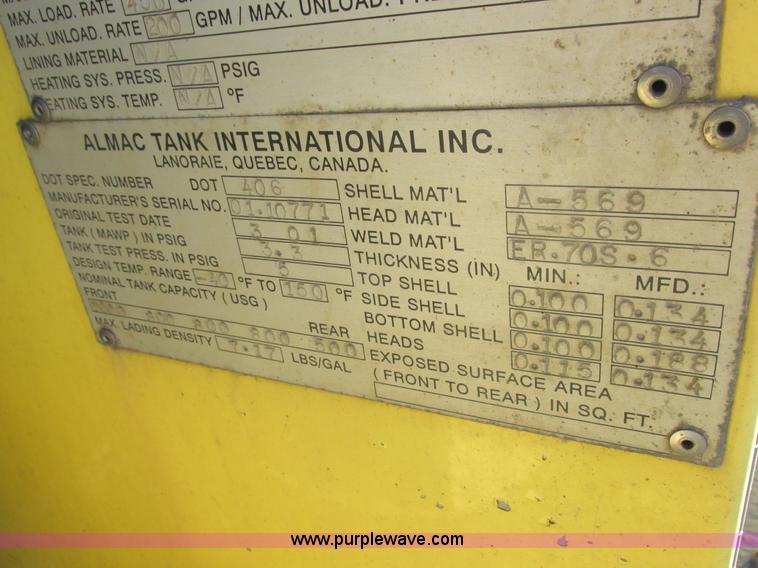 MAX. LOAD. RATE 400
MAX. UNLOAD. RATE 200 GPM / MAX. UNLOAD.
LINING MATERIAL N/A
HEATING SYS. PRESS. N/A PSIG
HEATING SYS. TEMP. N/A °F
ALMAC TANK INTERNATIONAL INC.
LANORAIE, QUEBEC, CANADA.
DOT SPEC. NUMBER DOT 406
MANUFACTURER'S SERIAL NO. 01.10771
ORIGINAL TEST DATE 3 01
TANK (MAWP) IN PSIG 3.3
TANK TEST PRESS. IN PSIG 5
DESIGN TEMP. RANGE -40 °F TO 150 °F
NOMINAL TANK CAPACITY (USG)
FRONT 800 800 800 500 REAR
MAX. LADING DENSITY 7.17 LBS/GAL
SHELL MAT'L A-569
HEAD MAT'L A-569
WELD MAT'L ER.70S.6
THICKNESS (IN) MIN.: MFD.:
TOP SHELL 0.100 0.134
SIDE SHELL 0.100 0.134
BOTTOM SHELL 0.100 0.188
HEADS 0.115 0.134
EXPOSED SURFACE AREA
(FRONT TO REAR) IN SQ. FT.
www.purplewave.com